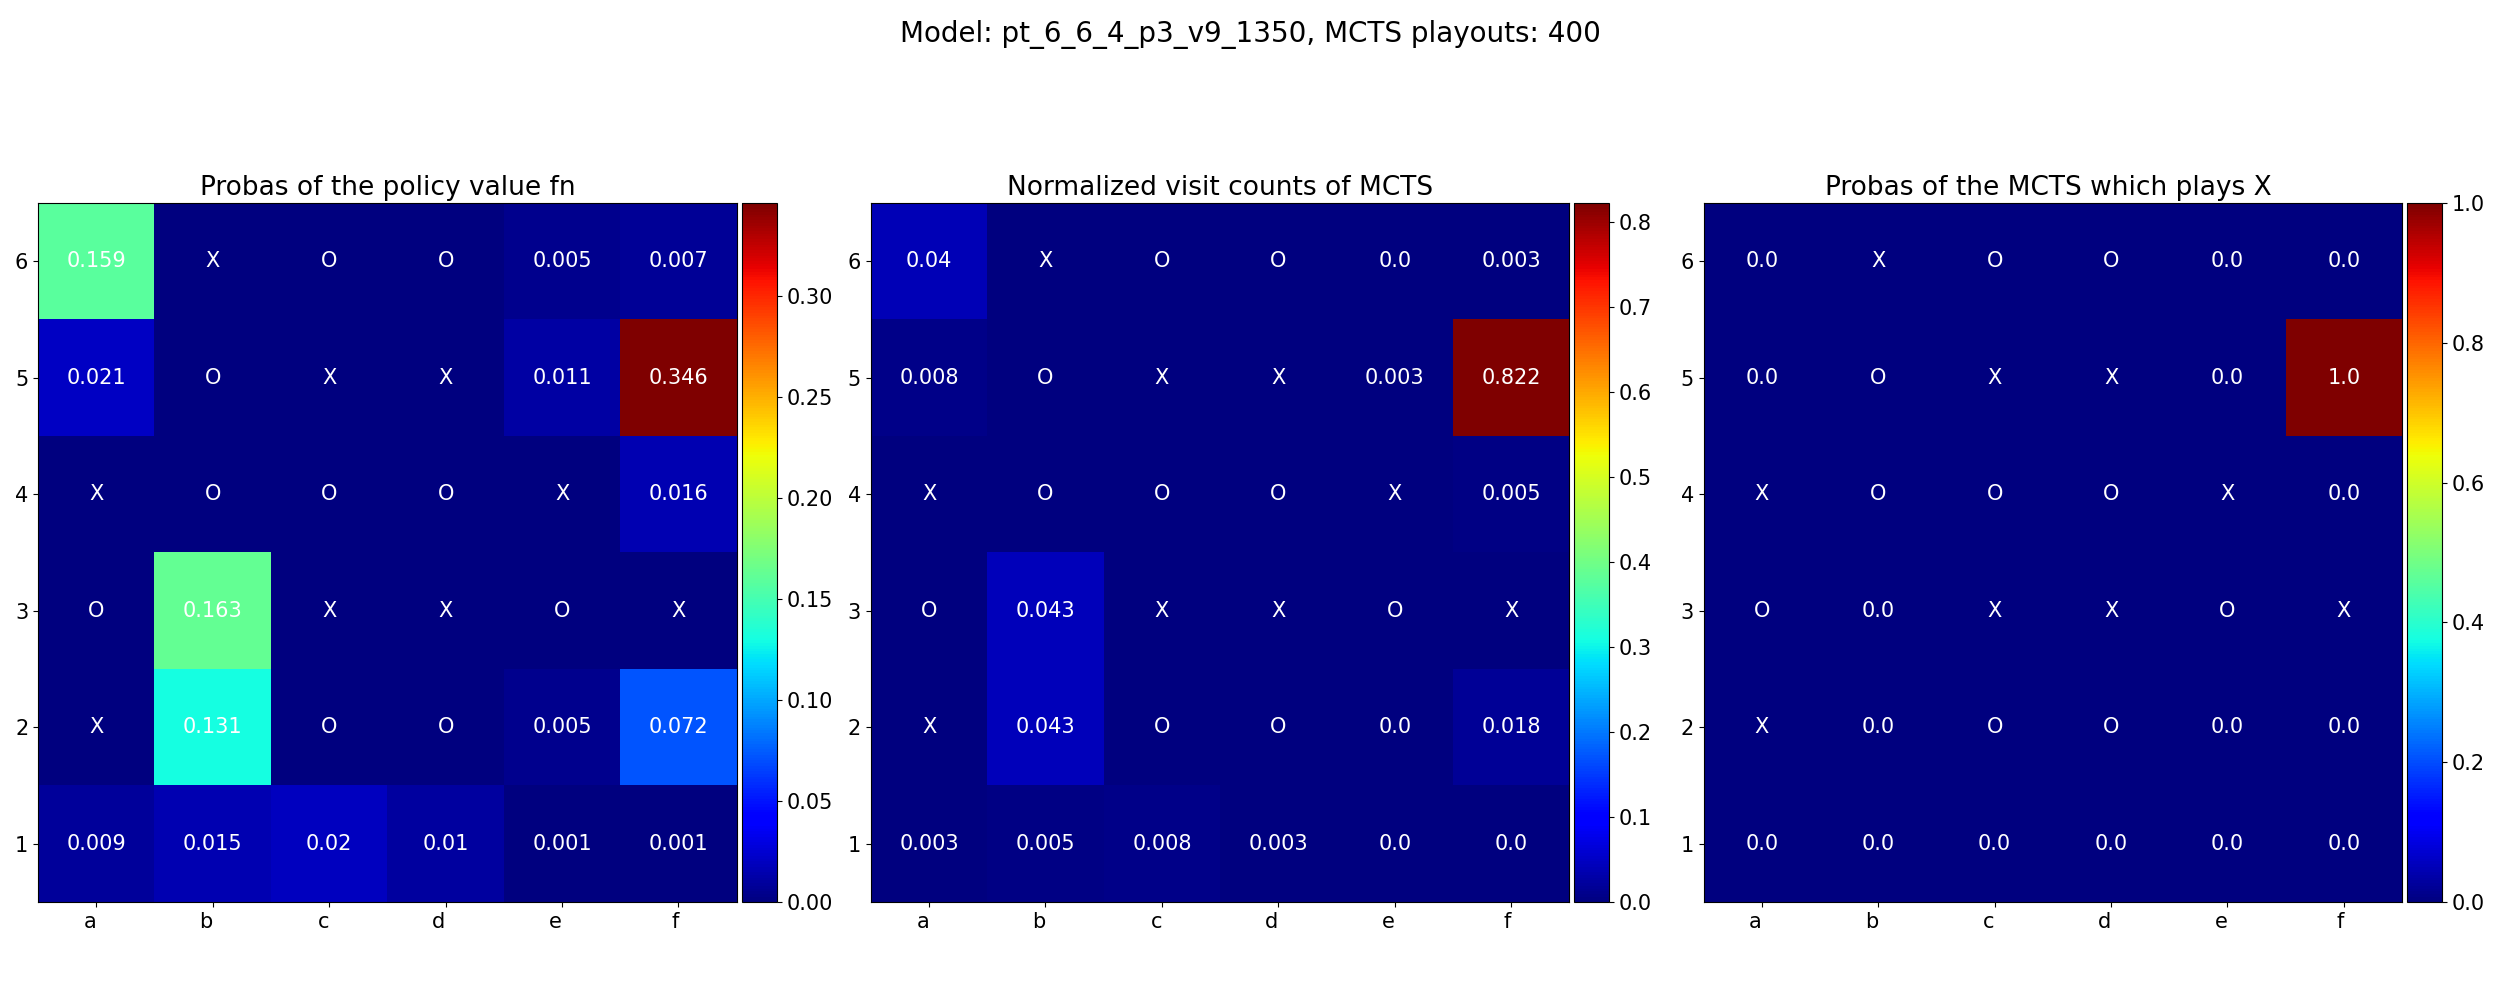 Model: pt_6_6_4_p3_v9_1350, MCTS playouts: 400
Probas of the policy value fn
6 0.159 X O O 0.005 0.007
5 0.021 O X X 0.011 0.346
4 X O O O X 0.016
3 O 0.163 X X O X
2 X 0.131 O O 0.005 0.072
1 0.009 0.015 0.02 0.01 0.001 0.001
a b c d e f
0.30
0.25
0.20
0.15
0.10
0.05
0.00
Normalized visit counts of MCTS
6 0.04 X O O 0.0 0.003
5 0.008 O X X 0.003 0.822
4 X O O O X 0.005
3 O 0.043 X X O X
2 X 0.043 O O 0.0 0.018
1 0.003 0.005 0.008 0.003 0.0 0.0
a b c d e f
0.8
0.7
0.6
0.5
0.4
0.3
0.2
0.1
0.0
Probas of the MCTS which plays X
6 0.0 X O O 0.0 0.0
5 0.0 O X X 0.0 1.0
4 X O O O X 0.0
3 O 0.0 X X O X
2 X 0.0 O O 0.0 0.0
1 0.0 0.0 0.0 0.0 0.0 0.0
a b c d e f
1.0
0.8
0.6
0.4
0.2
0.0